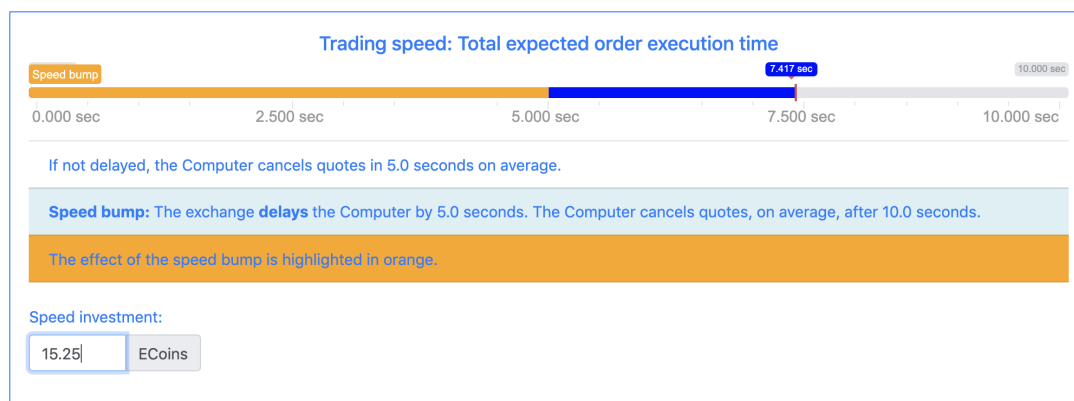 Trading speed: Total expected order execution time
Speed bump 7.417 sec 10.000 sec
0.000 sec 2.500 sec 5.000 sec 7.500 sec 10.000 sec
If not delayed, the Computer cancels quotes in 5.0 seconds on average.
Speed bump: The exchange delays the Computer by 5.0 seconds. The Computer cancels quotes, on average, after 10.0 seconds.
The effect of the speed bump is highlighted in orange.
Speed investment:
15.25 ECoins